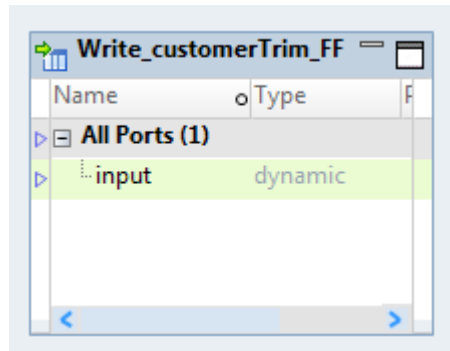 Write_customerTrim_FF
Name Type
All Ports (1)
input dynamic